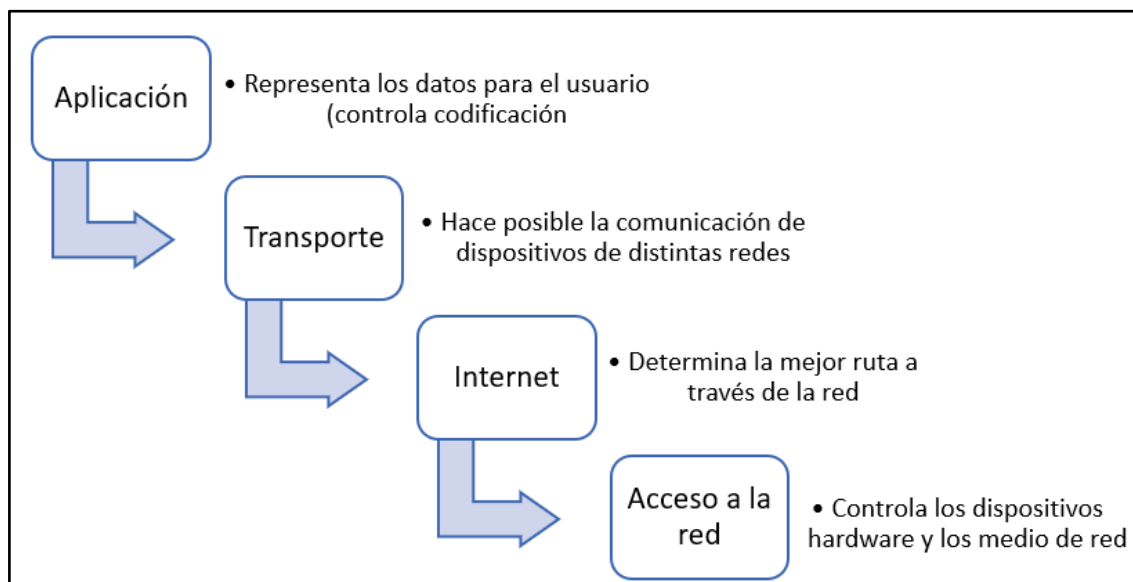 Aplicación
• Representa los datos para el usuario
(controla codificación
Transporte
• Hace posible la comunicación de
dispositivos de distintas redes
Internet
• Determina la mejor ruta a
través de la red
Acceso a la
red
• Controla los dispositivos
hardware y los medio de red